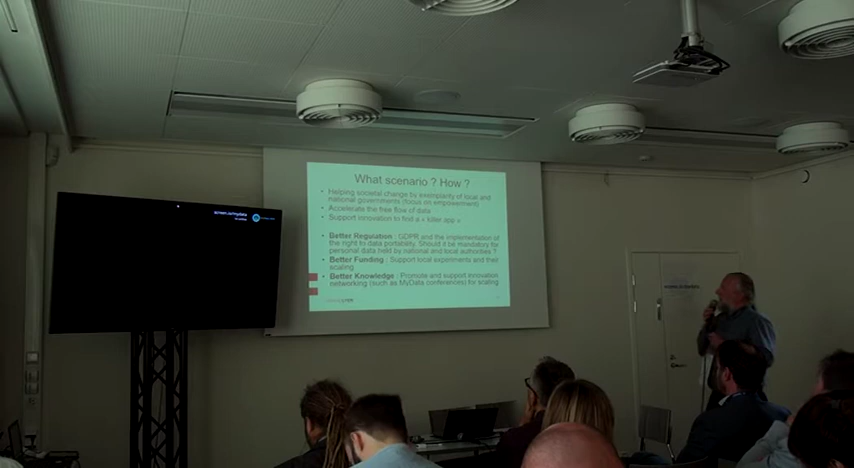 screen.io/mydata
What scenario ? How ?
• Helping societal change by exemplarity of local and
national governments (focus on empowerment)
• Accelerate the free flow of data
• Support innovation to find a « killer app »
• Better Regulation : GDPR and the implementation of
the right to data portability. Should it be mandatory for
personal data held by national and local authorities ?
• Better Funding : Support local experiments and their
scaling
• Better Knowledge : Promote and support innovation
networking (such as MyData conferences) for scaling